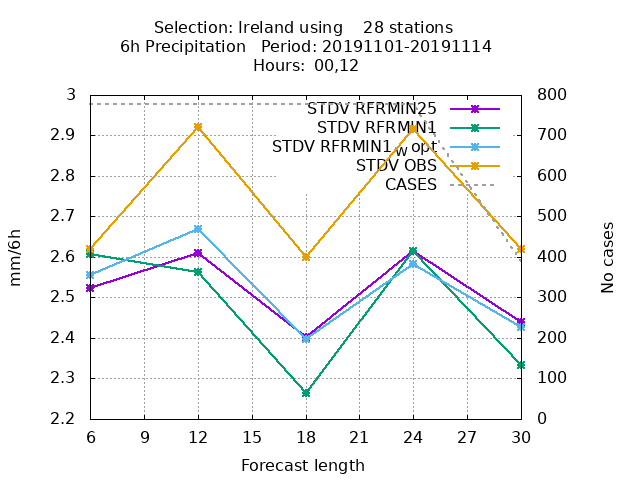 Selection: Ireland using    28 stations
6h Precipitation   Period: 20191101-20191114
Hours: 00,12
3
2.9
2.8
2.7
2.6
2.5
2.4
2.3
2.2
800
700
600
500
400
300
200
100
0
STDV RFRMIN25
STDV RFRMIN1
STDV RFRMIN1_w opt
STDV OBS
CASES
mm/6h
No cases
6 9 12 15 18 21 24 27 30
Forecast length